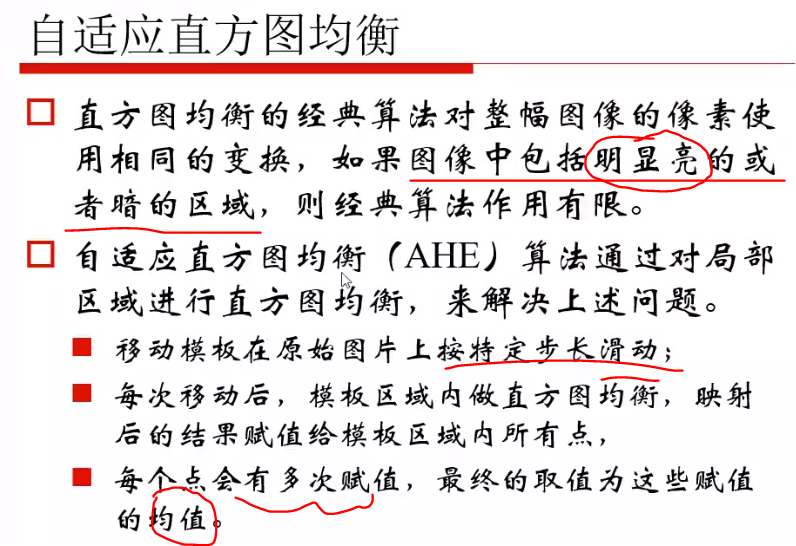 自适应直方图均衡
直方图均衡的经典算法对整幅图像的像素使
用相同的变换，如果图像中包括明显亮的或
者暗的区域，则经典算法作用有限。
自适应直方图均衡（AHE）算法通过对局部
区域进行直方图均衡，来解决上述问题。
移动模板在原始图片上按特定步长滑动；
每次移动后，模板区域内做直方图均衡，映射
后的结果赋值给模板区域内所有点，
每个点会有多次赋值，最终的取值为这些赋值
的均值。